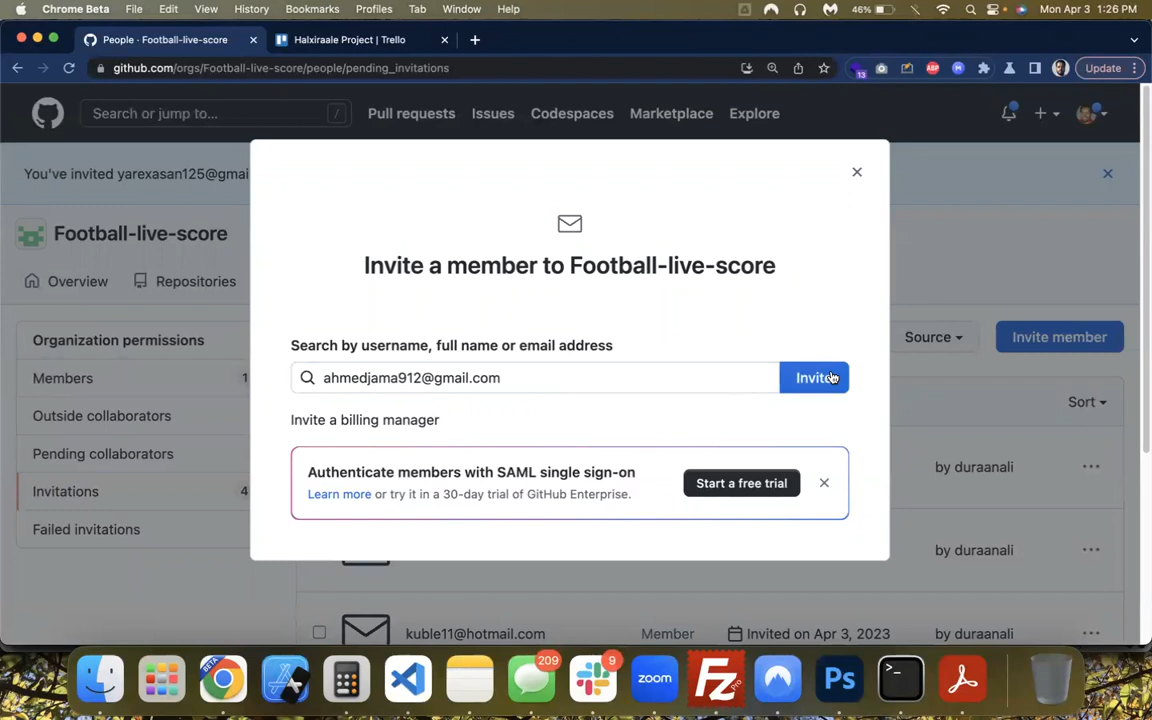 Chrome Beta File Edit View History Bookmarks Profiles Tab Window Help 46% Mon Apr 3 1:26 PM
People · Football-live-score Halxiraale Project | Trello
github.com/orgs/Football-live-score/people/pending_invitations 13 ABP Update
Search or jump to... / Pull requests Issues Codespaces Marketplace Explore
You've invited yarexasan125@gmai
Football-live-score
Invite a member to Football-live-score
Overview Repositories
Organization permissions
Source Invite member
Search by username, full name or email address
Members 1
ahmedjama912@gmail.com Invite
Sort
Outside collaborators
Invite a billing manager
Pending collaborators
Authenticate members with SAML single sign-on
Learn more or try it in a 30-day trial of GitHub Enterprise.
Start a free trial
by duraanali
Invitations 4
Failed invitations
by duraanali
kuble11@hotmail.com Member Invited on Apr 3, 2023 by duraanali
BETA 209 9 zoom Fz Pro Ps >_